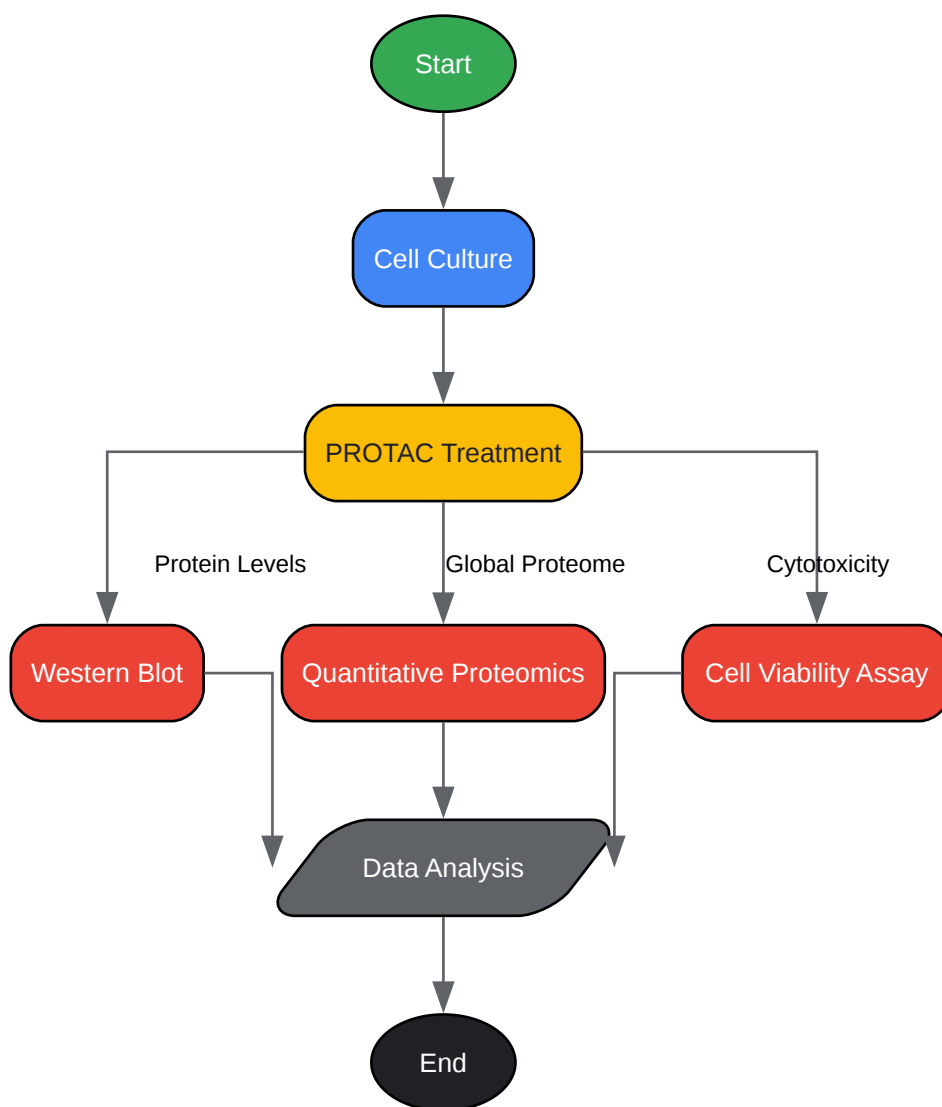 Start
Cell Culture
PROTAC Treatment
Protein Levels
Global Proteome
Cytotoxicity
Western Blot
Quantitative Proteomics
Cell Viability Assay
Data Analysis
End